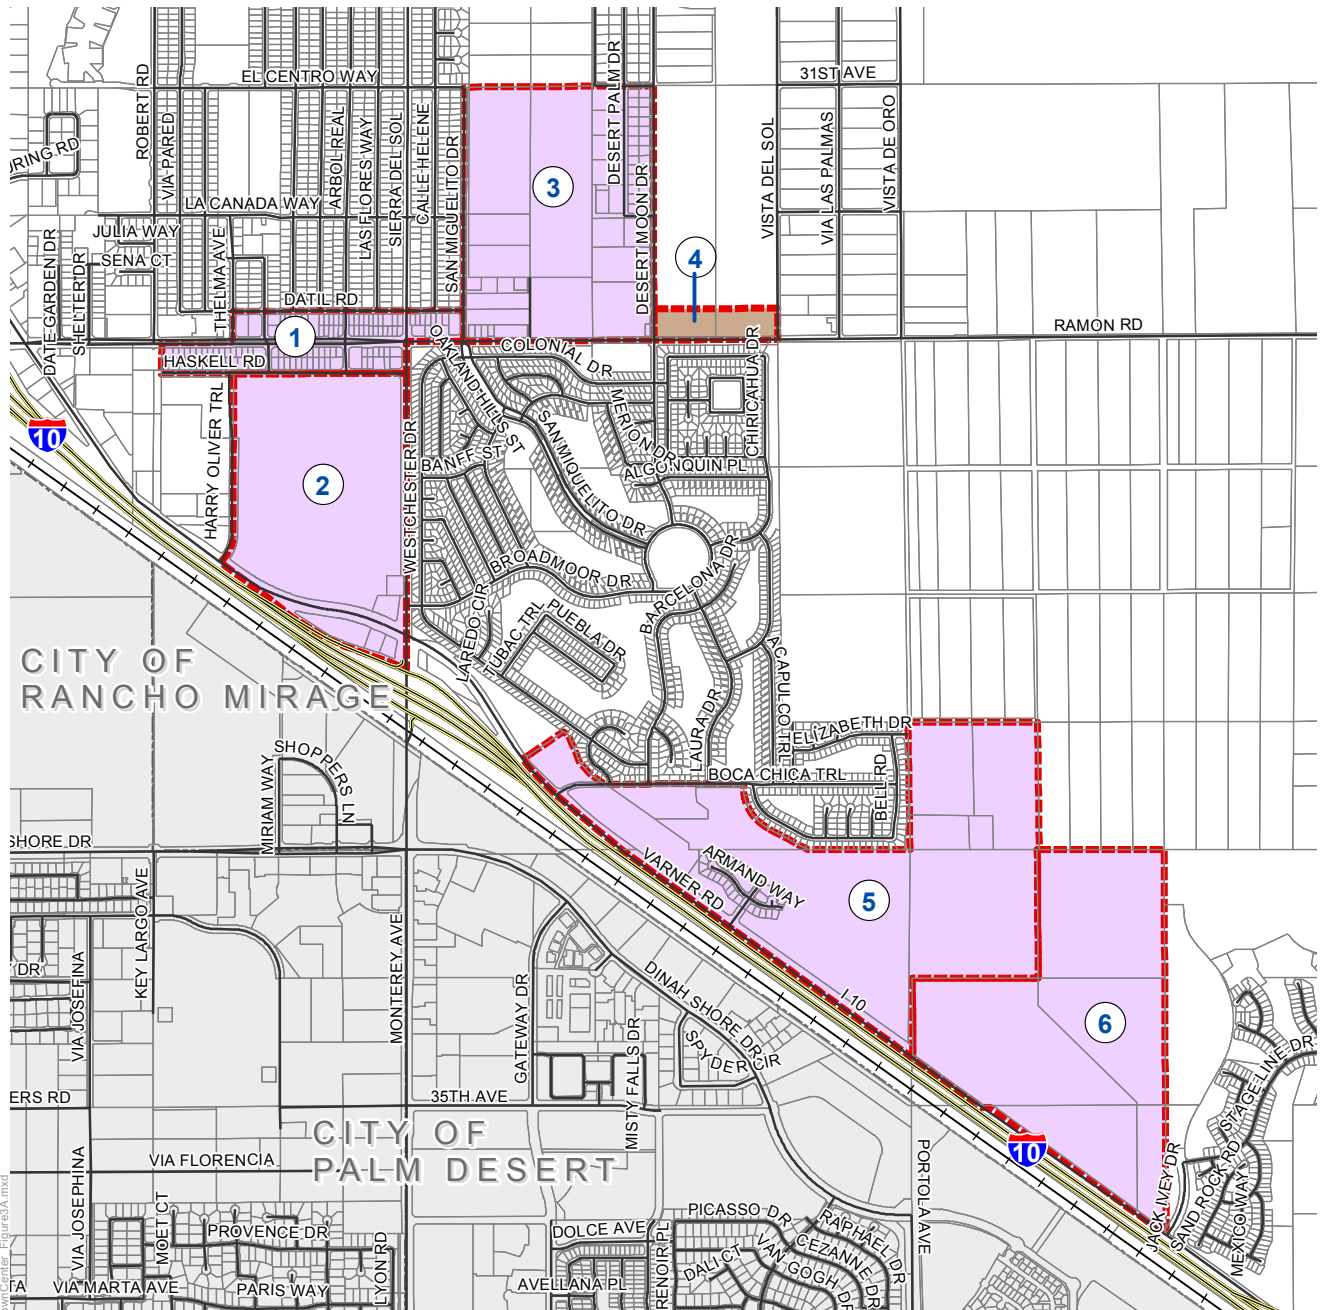 EL CENTRO WAY
31ST AVE
ROBERT RD
VIA PARED
ARBOL REAL
LAS FLORES WAY
SIERRA DEL SOL
CALLE HELENE
SAN MIGUELITO DR
DESERT PALM DR
DESERT MOON DR
VISTA DEL SOL
VIA LAS PALMAS
VISTA DE ORO
3
LA CANADA WAY
JULIA WAY
SENA CT
THELMA AVE
DATE GARDEN DR
SHELTER DR
DATIL RD
4
1
RAMON RD
HASKELL RD
COLONIAL DR
OAKLAND HILLS ST
CHIRICAHUA DR
MERION DR
10
HARRY OLIVER TRL
WESTCHESTER DR
BANFF ST
SAN MIQUELITO DR
ALGONQUIN PL
2
BROADMOOR DR
BARCELONA DR
LAREDO CIR
TUBAC TRL
PUEBLA DR
ACAPULCO TRL
CITY OF
RANCHO MIRAGE
LAURA DR
ELIZABETH DR
BELL RD
BOCA CHICA TRL
SHOPPERS LN
MIRIAM WAY
SHORE DR
VARNER RD
ARMAND WAY
5
KEY LARGO AVE
MONTEREY AVE
GATEWAY DR
DINAH SHORE DR
I 10
6
DR
VIA JOSEFINA
MISTY FALLS DR
SPYDER CIR
STAGE LINE DR
ERS RD
35TH AVE
CITY OF
PALM DESERT
10
VIA FLORENCIA
PORTOLA AVE
JACK IVEY DR
SAND ROCK RD
MEXICO WAY
VIA JOSEPHINA
MOET CT
PROVENCE DR
LYON RD
DOLCE AVE
RENOIR PL
PICASSO DR
RAPHAEL DR
CEZANNE DR
VAN GOGH DR
DALI CT
TA
VIA MARTA AVE
PARIS WAY
AVELLANA PL